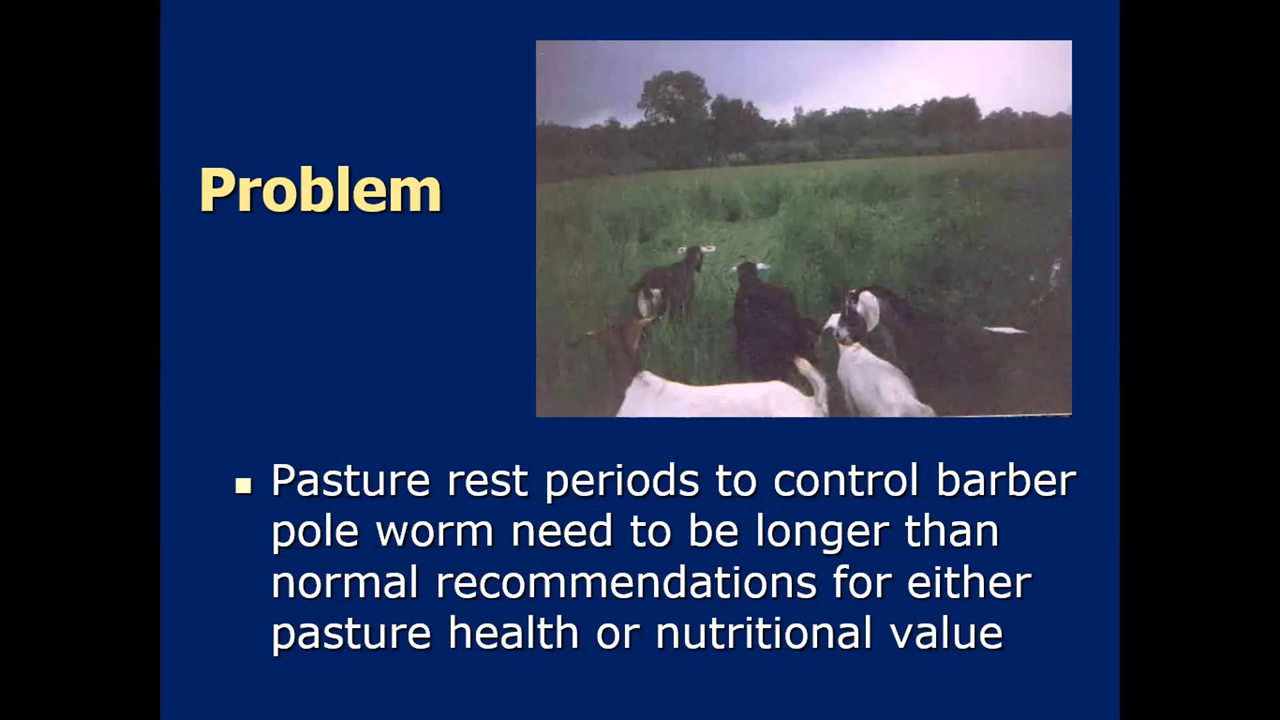 Problem
Pasture rest periods to control barber
pole worm need to be longer than
normal recommendations for either
pasture health or nutritional value